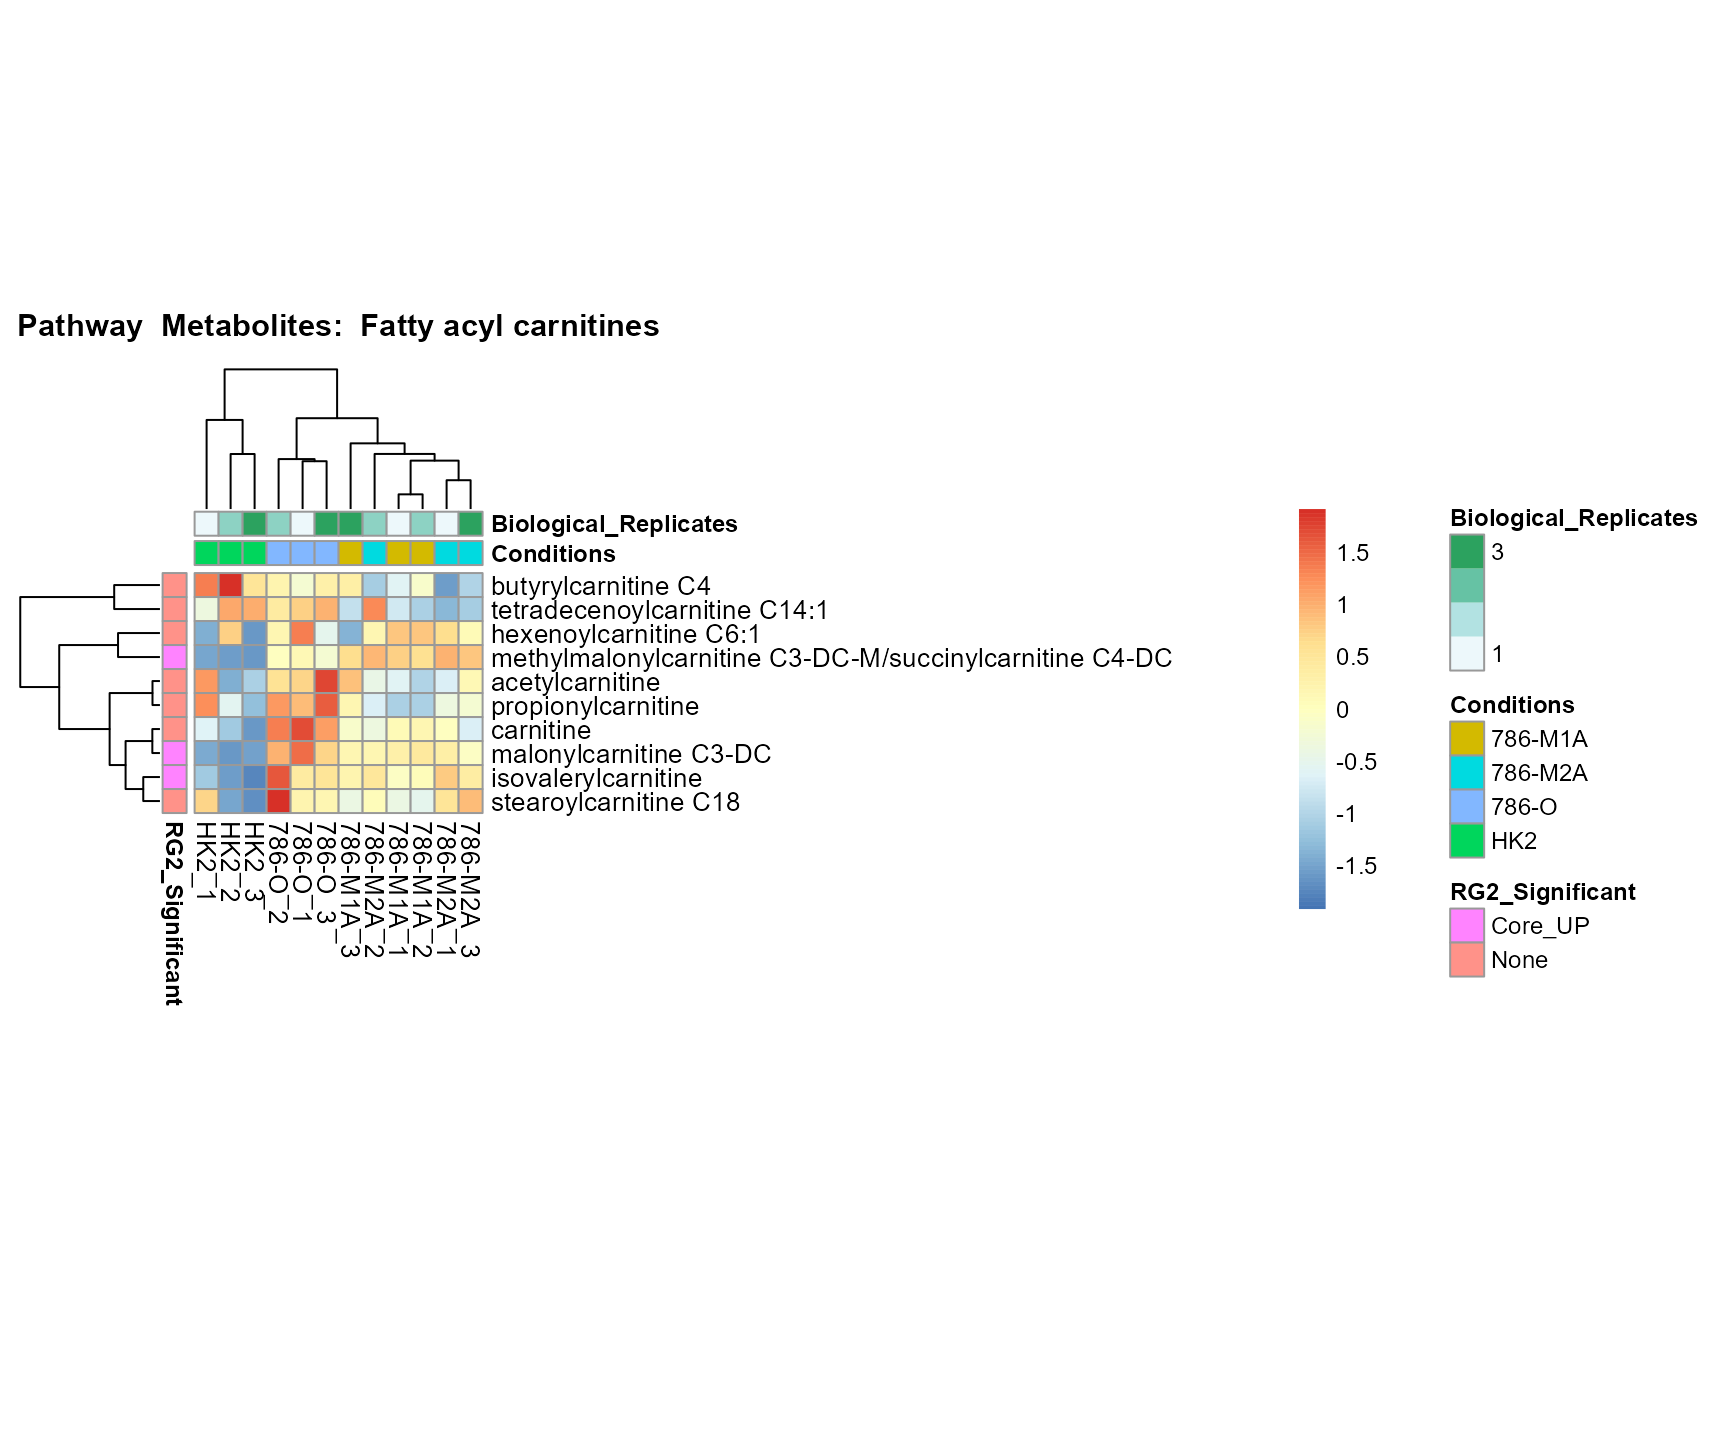 Pathway Metabolites: Fatty acyl carnitines
Biological_Replicates
Conditions
butyrylcarnitine C4
tetradecenoylcarnitine C14:1
hexenoylcarnitine C6:1
methylmalonylcarnitine C3-DC-M/succinylcarnitine C4-DC
acetylcarnitine
propionylcarnitine
carnitine
malonylcarnitine C3-DC
isovalerylcarnitine
stearoylcarnitine C18
RG2_Significant
HK2_1
HK2_2
HK2_3
786-O_2
786-O_1
786-O_3
786-M1A_3
786-M2A_2
786-M1A_1
786-M1A_2
786-M2A_1
786-M2A_3
1.5
1
0.5
0
-0.5
-1
-1.5
Biological_Replicates
3
1
Conditions
786-M1A
786-M2A
786-O
HK2
RG2_Significant
Core_UP
None